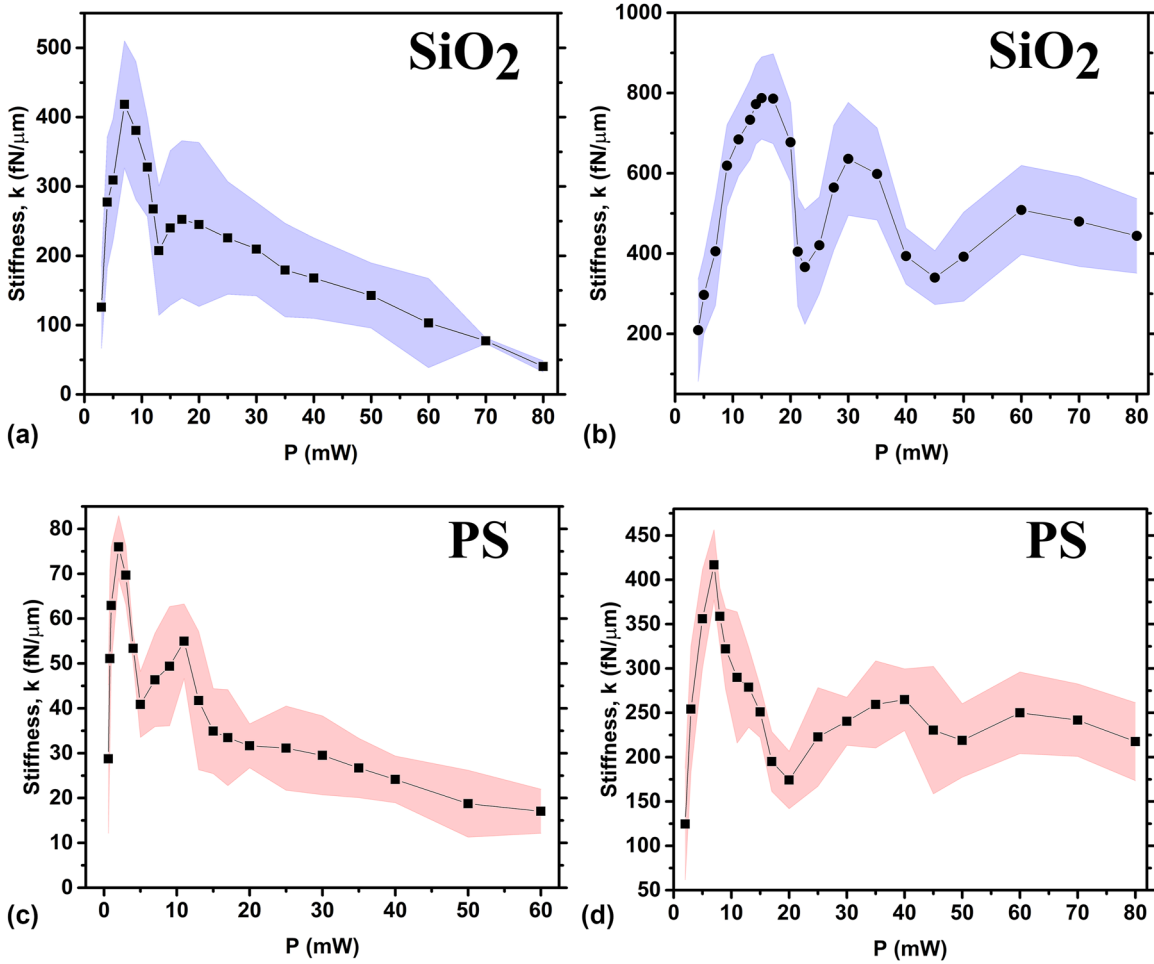 SiO2
Stiffness, k (fN/μm)
500
400
300
200
100
0
0 10 20 30 40 50 60 70 80
P (mW)
(a)
SiO2
Stiffness, k (fN/μm)
1000
800
600
400
200
0 10 20 30 40 50 60 70 80
P (mW)
(b)
PS
Stiffness, k (fN/μm)
80
70
60
50
40
30
20
10
0
0 10 20 30 40 50 60
P (mW)
(c)
PS
Stiffness, k (fN/μm)
450
400
350
300
250
200
150
100
50
0 10 20 30 40 50 60 70 80
P (mW)
(d)